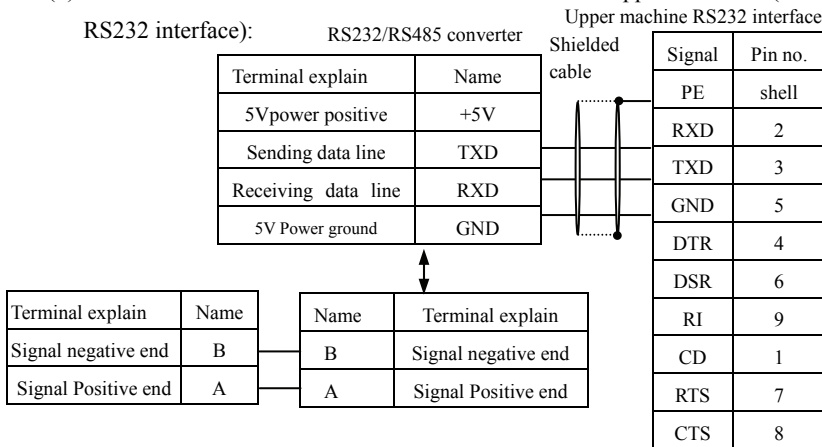 Upper machine RS232 interface
RS232 interface):
RS232/RS485 converter
Shielded
cable
Terminal explain Name
5Vpower positive +5V
Sending data line TXD
Receiving data line RXD
5V Power ground GND
Signal Pin no.
PE shell
RXD 2
TXD 3
GND 5
DTR 4
DSR 6
RI 9
CD 1
RTS 7
CTS 8
Terminal explain Name
Signal negative end B
Signal Positive end A
Name Terminal explain
B Signal negative end
A Signal Positive end